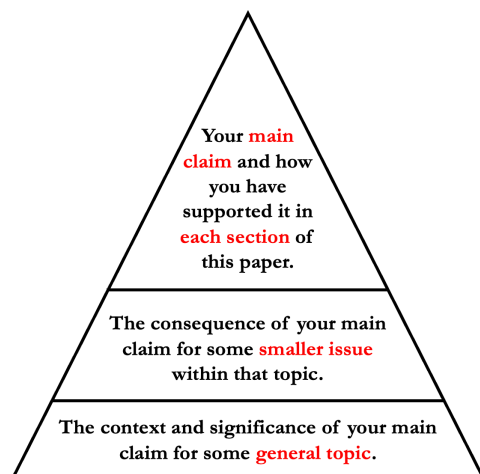 Your main
claim and how
you have
supported it in
each section of
this paper.
The consequence of your main
claim for some smaller issue
within that topic.
The context and significance of your main
claim for some general topic.